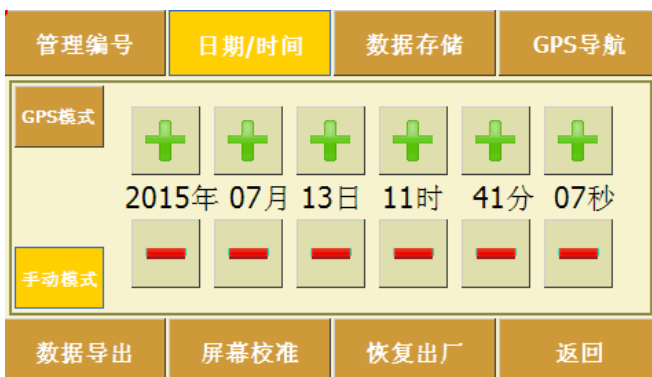 管理编号 日期/时间 数据存储 GPS导航
GPS模式
2015年 07月 13日 11时 41分 07秒
手动模式
数据导出 屏幕校准 恢复出厂 返回